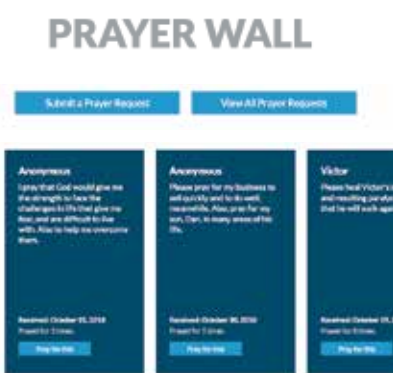 PRAYER WALL
Submit a Prayer Request
View All Prayer Requests
Anonymous
I pray that God would give me
the strength to face the
challenges in life that give me
fear, and are difficult to live
with. Also to help me overcome
them.
Received: October
Prayed for times.
Pray for this
Anonymous
Please pray for my business to
sell quickly and to do well
meanwhile. Also, pray for my
son, Dan, in many areas of his
life.
Received: October 30, 2018
Prayed for times.
Pray for this
Victor
Please heal Victor's
and resulting
that he will walk
Received: October
Prayed for times.
Pray for this